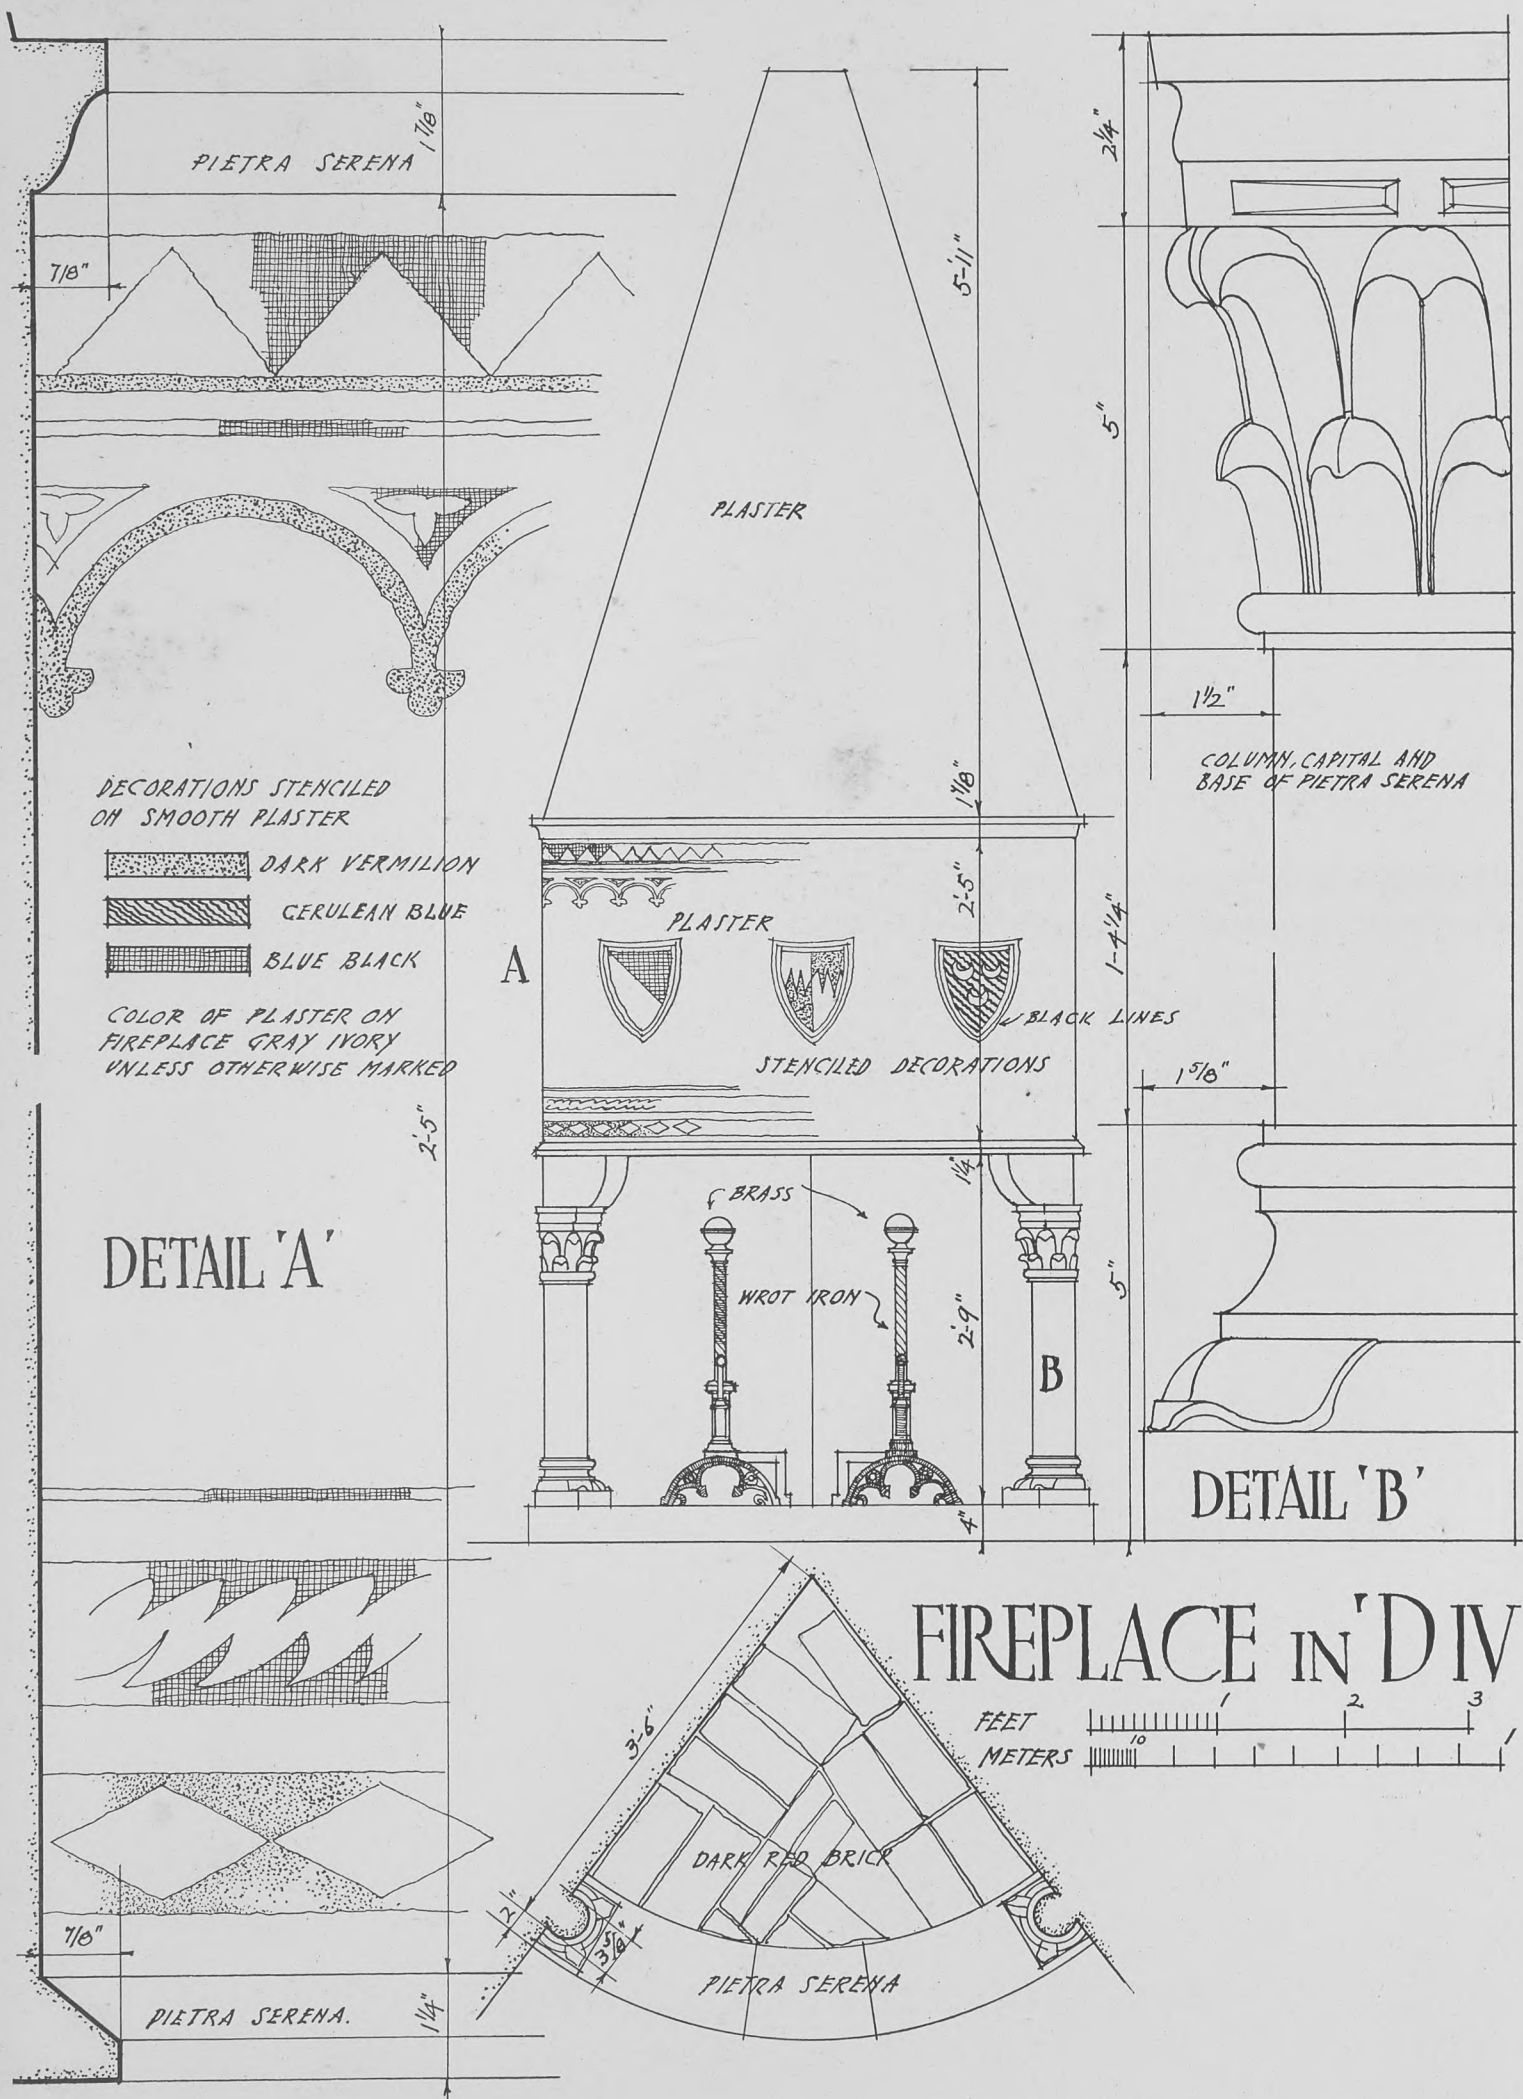 1 7/8"
PIETRA SERENA
7/8"
DECORATIONS STENCILED
ON SMOOTH PLASTER
DARK VERMILION
CERULEAN BLUE
BLUE BLACK
COLOR OF PLASTER ON
FIREPLACE GRAY IVORY
UNLESS OTHERWISE MARKED
2'-5"
DETAIL 'A'
7/8"
PIETRA SERENA.
1 1/4"
5'-11"
PLASTER
1 7/8"
2'-5"
PLASTER
A
BLACK LINES
STENCILED DECORATIONS
1 1/4"
BRASS
WROT IRON
2'-9"
B
4"
2 1/4"
5"
1 1/2"
COLUMN, CAPITAL AND
BASE OF PIETRA SERENA
1'-4 1/4"
1 5/8"
5"
DETAIL 'B'
FIREPLACE IN 'DIV
FEET 1 2 3
METERS 10 1
3'-6"
DARK RED BRICK
2"
3 5/8"
PIETRA SERENA